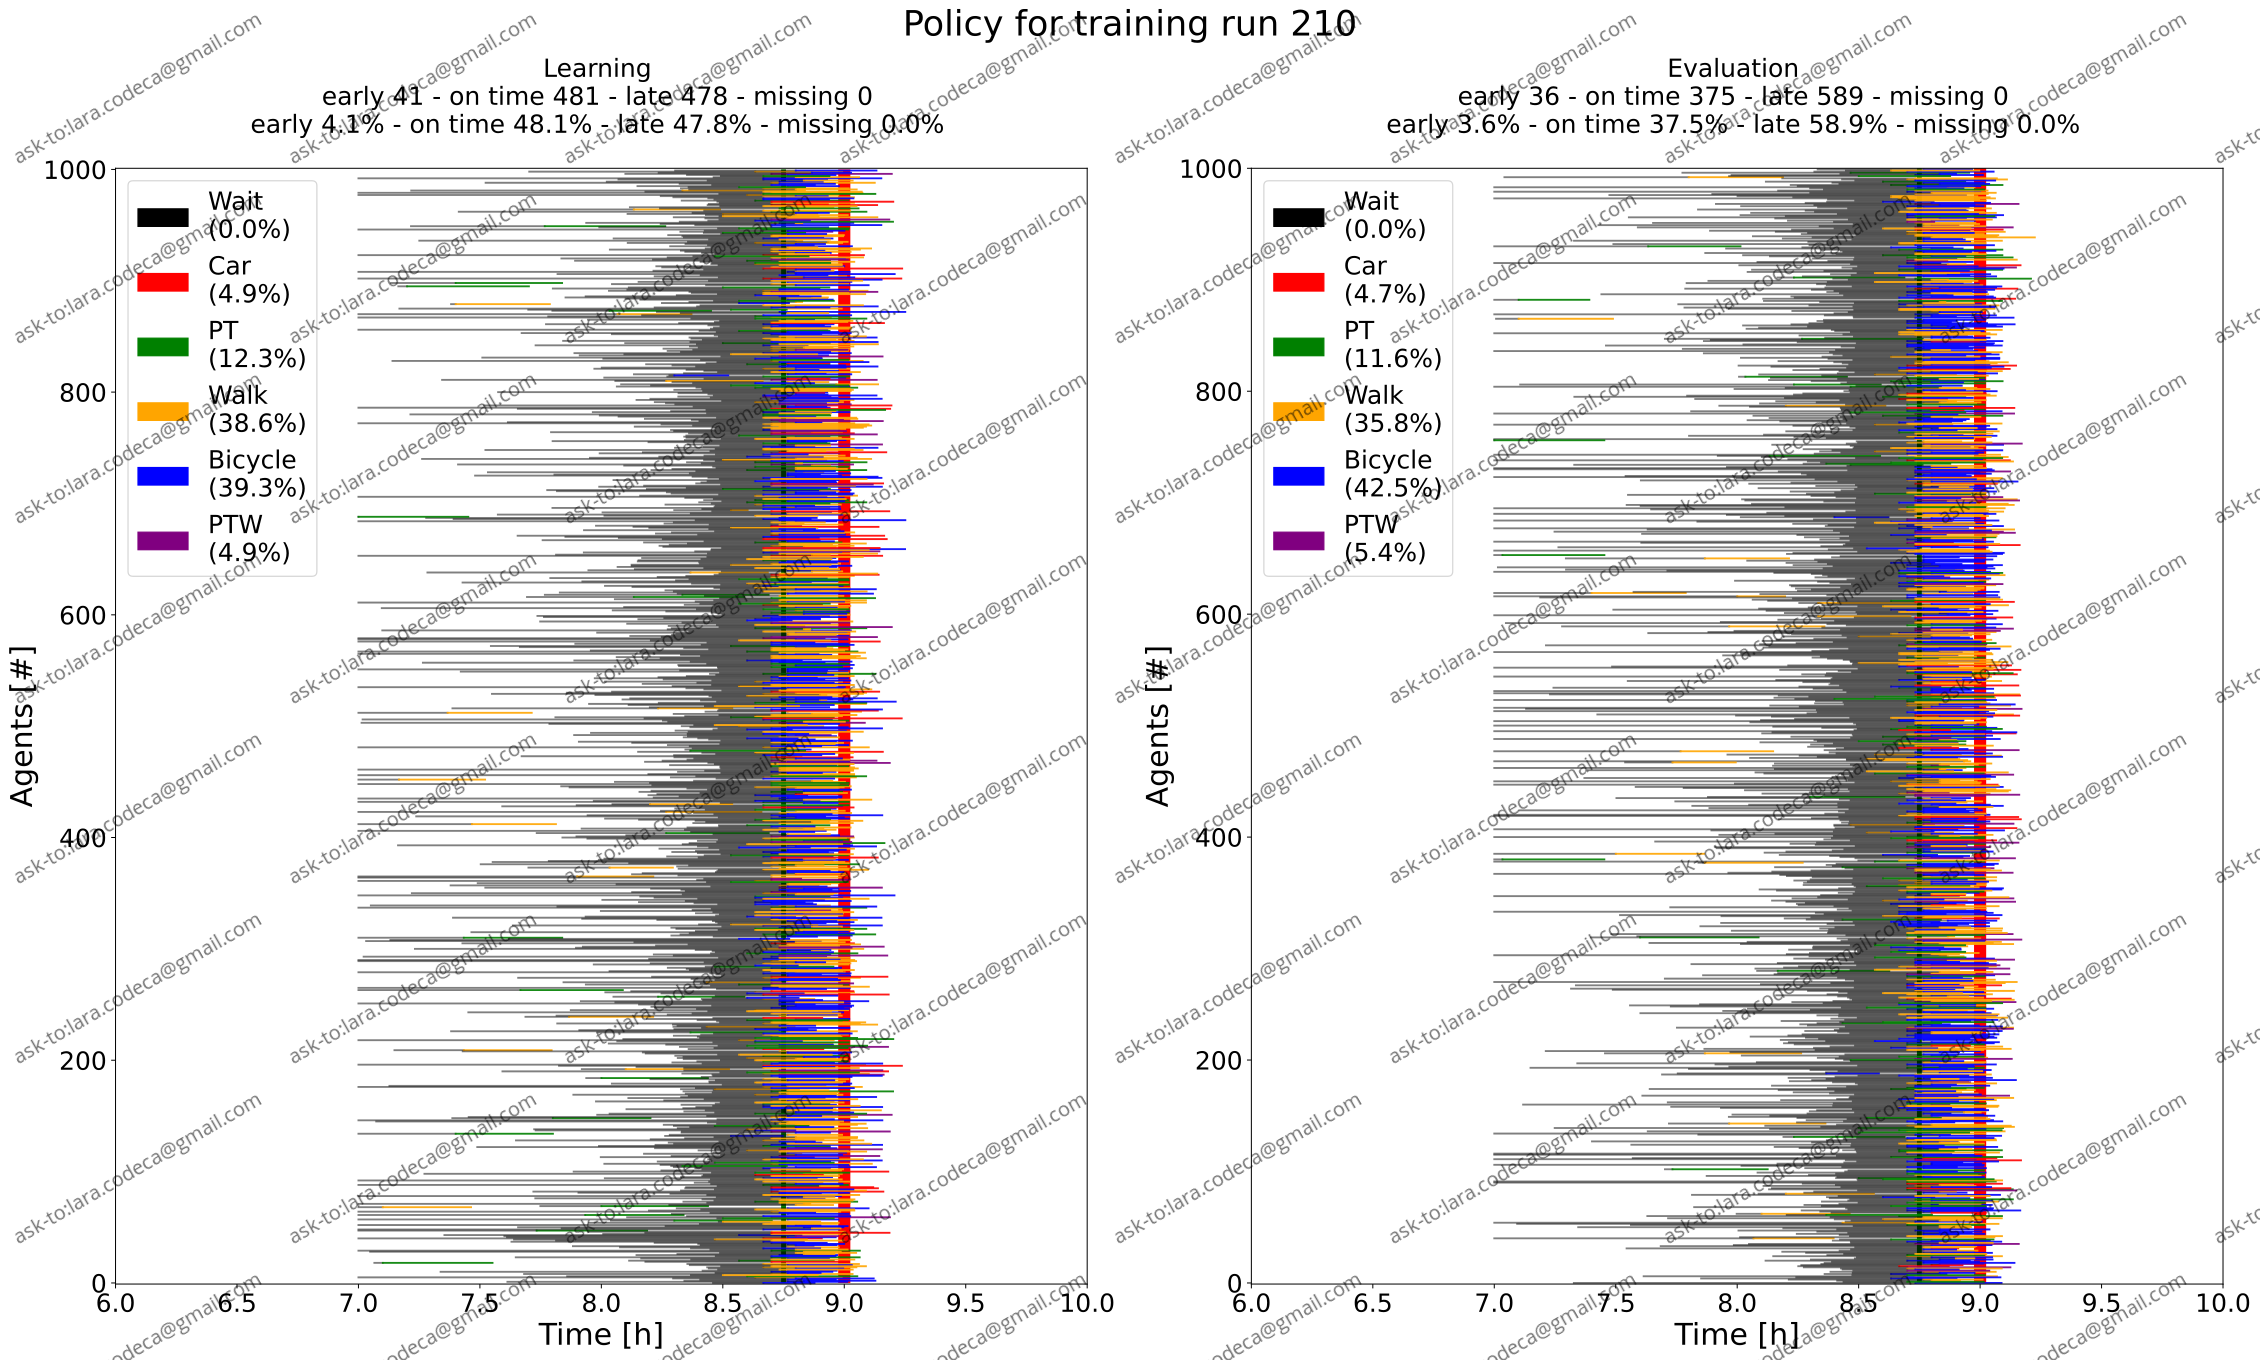 Policy for training run 210
Learning
early 41 - on time 481 - late 478 - missing 0
early 4.1% - on time 48.1% - late 47.8% - missing 0.0%
1000
800
600
400
200
0
Agents [#]
Wait
(0.0%)
Car
(4.9%)
PT
(12.3%)
Walk
(38.6%)
Bicycle
(39.3%)
PTW
(4.9%)
6.0 6.5 7.0 7.5 8.0 8.5 9.0 9.5 10.0
Time [h]
Evaluation
early 36 - on time 375 - late 589 - missing 0
early 3.6% - on time 37.5% - late 58.9% - missing 0.0%
1000
800
600
400
200
0
Agents [#]
Wait
(0.0%)
Car
(4.7%)
PT
(11.6%)
Walk
(35.8%)
Bicycle
(42.5%)
PTW
(5.4%)
6.0 6.5 7.0 7.5 8.0 8.5 9.0 9.5 10.0
Time [h]
ask-to:lara.codeca@gmail.com